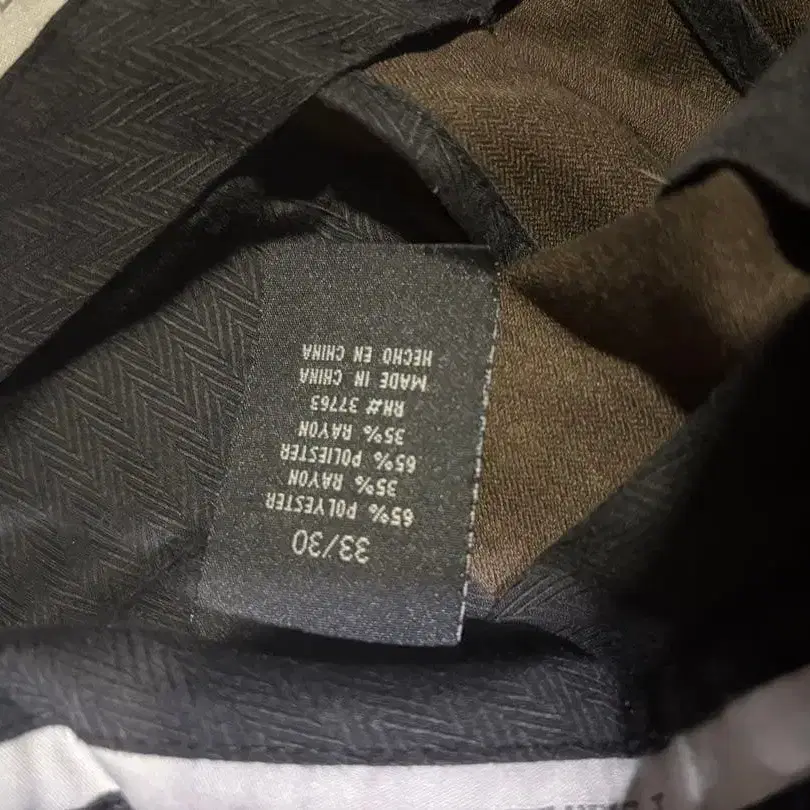 33/30
65% POLYESTER
35% RAYON
65% POLIESTER
35% RAYON
RN# 37763
MADE IN CHINA
HECHO EN CHINA